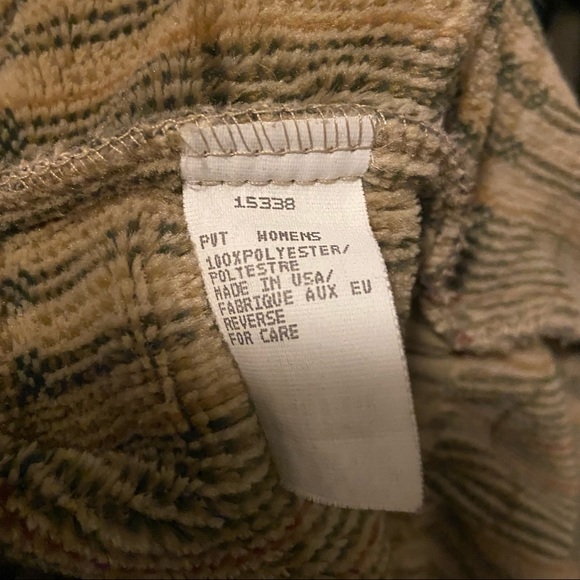 15338
PVT WOMENS
100%POLYESTER/
POLYESTRE
MADE IN USA/
FABRIQUE AUX EU
REVERSE
FOR CARE